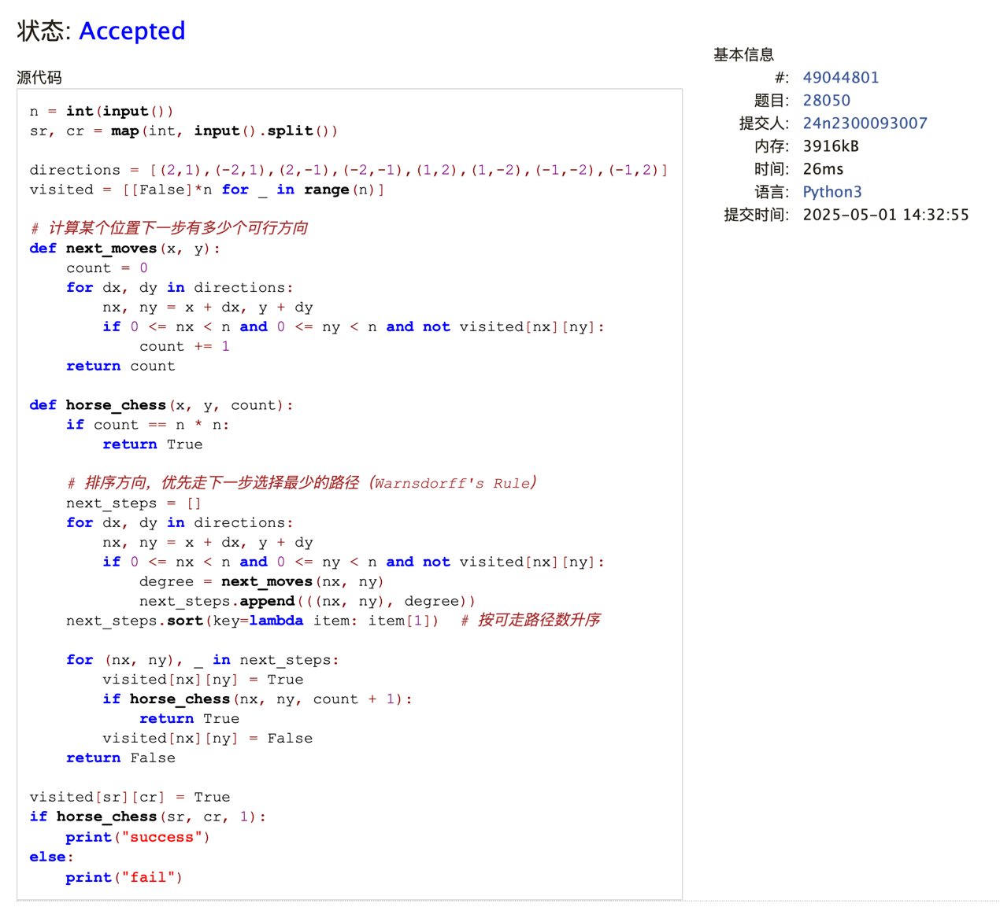 状态: Accepted
源代码
n = int(input())
sr, cr = map(int, input().split())

directions = [(2,1),(-2,1),(2,-1),(-2,-1),(1,2),(1,-2),(-1,-2),(-1,2)]
visited = [[False]*n for _ in range(n)]

# 计算某个位置下一步有多少个可行方向
def next_moves(x, y):
    count = 0
    for dx, dy in directions:
        nx, ny = x + dx, y + dy
        if 0 <= nx < n and 0 <= ny < n and not visited[nx][ny]:
            count += 1
    return count

def horse_chess(x, y, count):
    if count == n * n:
        return True

    # 排序方向，优先走下一步选择最少的路径（Warnsdorff's Rule）
    next_steps = []
    for dx, dy in directions:
        nx, ny = x + dx, y + dy
        if 0 <= nx < n and 0 <= ny < n and not visited[nx][ny]:
            degree = next_moves(nx, ny)
            next_steps.append(((nx, ny), degree))
    next_steps.sort(key=lambda item: item[1])  # 按可走路径数升序

    for (nx, ny), _ in next_steps:
        visited[nx][ny] = True
        if horse_chess(nx, ny, count + 1):
            return True
        visited[nx][ny] = False
    return False

visited[sr][cr] = True
if horse_chess(sr, cr, 1):
    print("success")
else:
    print("fail")
基本信息
#: 49044801
题目: 28050
提交人: 24n2300093007
内存: 3916kB
时间: 26ms
语言: Python3
提交时间: 2025-05-01 14:32:55